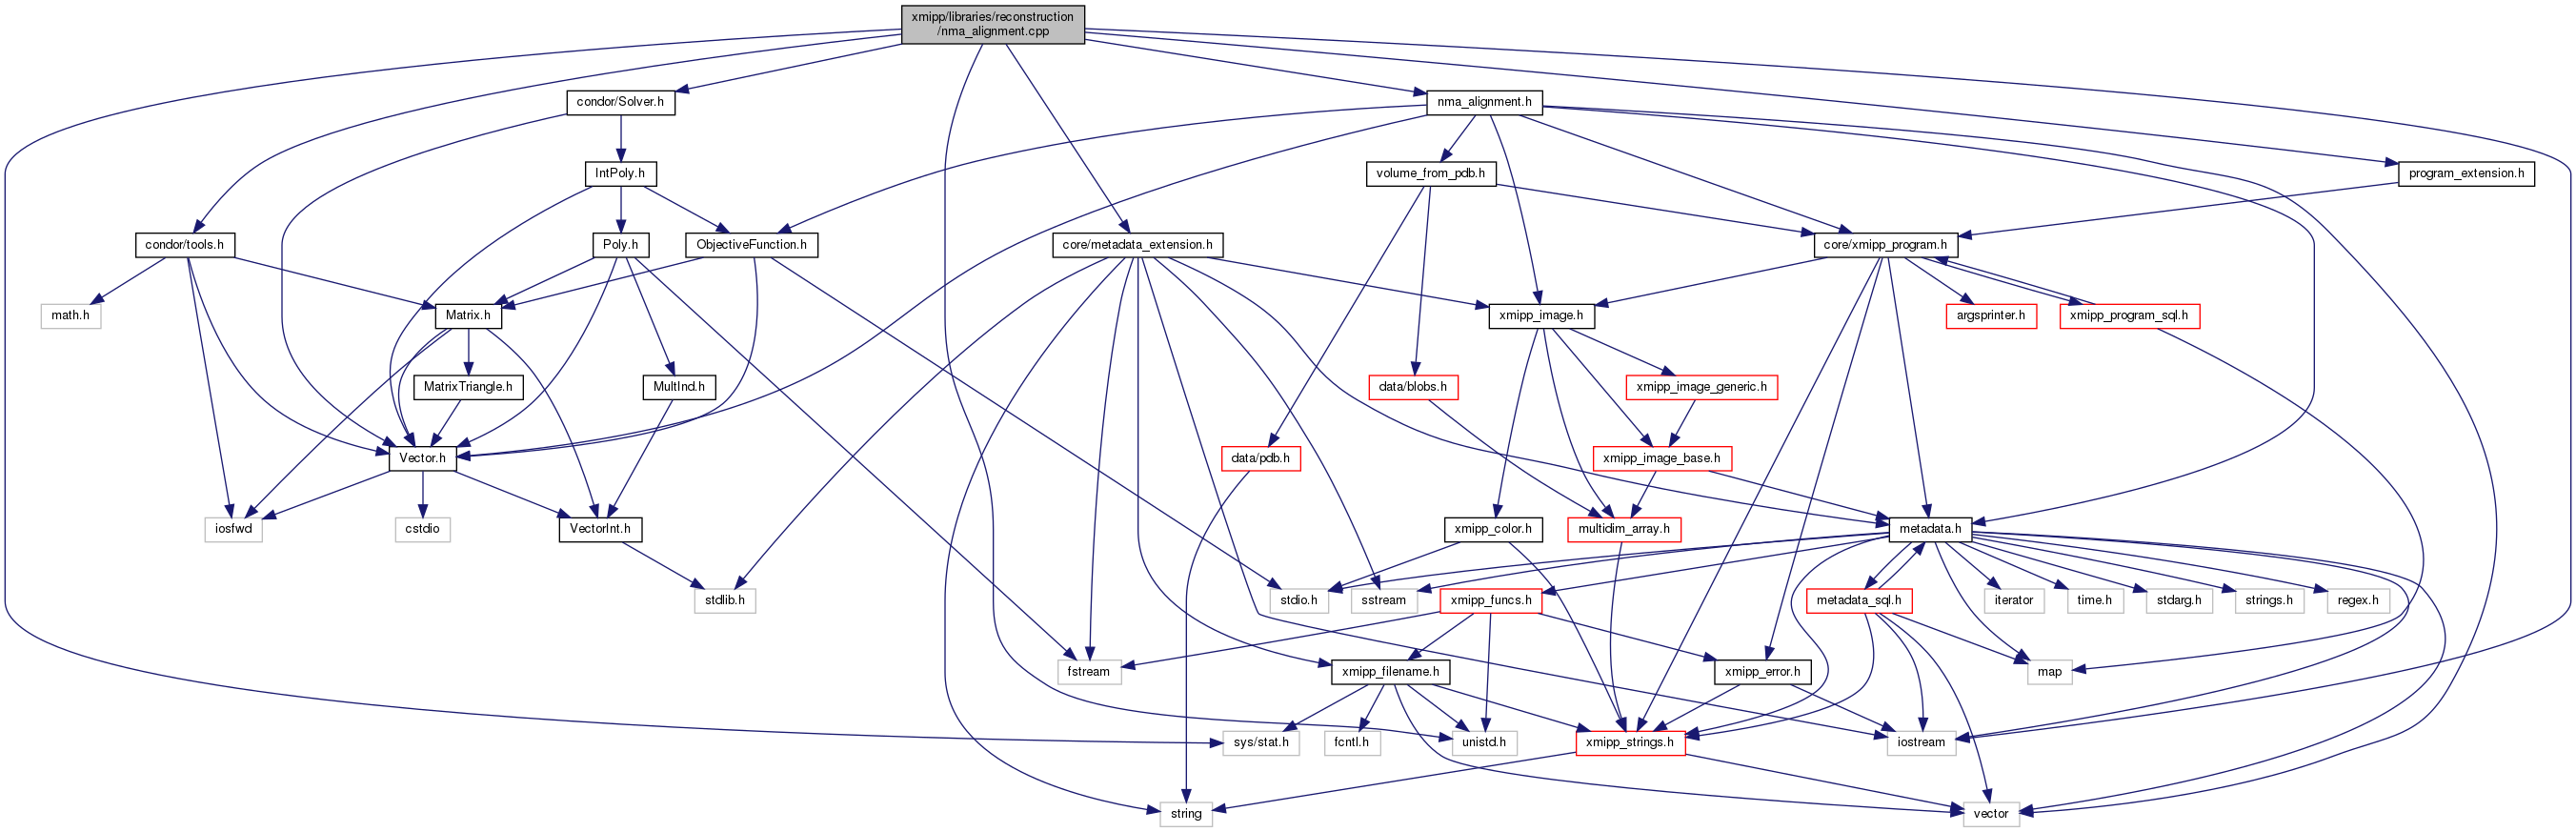 xmipp/libraries/reconstruction
/nma_alignment.cpp
condor/Solver.h
nma_alignment.h
IntPoly.h
volume_from_pdb.h
program_extension.h
condor/tools.h
Poly.h
ObjectiveFunction.h
core/metadata_extension.h
core/xmipp_program.h
math.h
Matrix.h
xmipp_image.h
argsprinter.h
xmipp_program_sql.h
MatrixTriangle.h
MultInd.h
data/blobs.h
xmipp_image_generic.h
Vector.h
data/pdb.h
xmipp_image_base.h
iosfwd
cstdio
VectorInt.h
xmipp_color.h
multidim_array.h
metadata.h
stdlib.h
stdio.h
sstream
xmipp_funcs.h
metadata_sql.h
iterator
time.h
stdarg.h
strings.h
regex.h
fstream
xmipp_filename.h
xmipp_error.h
map
sys/stat.h
fcntl.h
unistd.h
xmipp_strings.h
iostream
string
vector